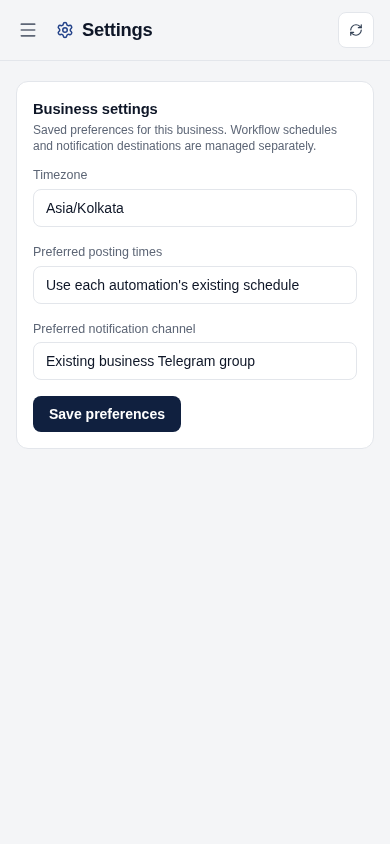 Settings
Business settings
Saved preferences for this business. Workflow schedules
and notification destinations are managed separately.
Timezone
Asia/Kolkata
Preferred posting times
Use each automation's existing schedule
Preferred notification channel
Existing business Telegram group
Save preferences